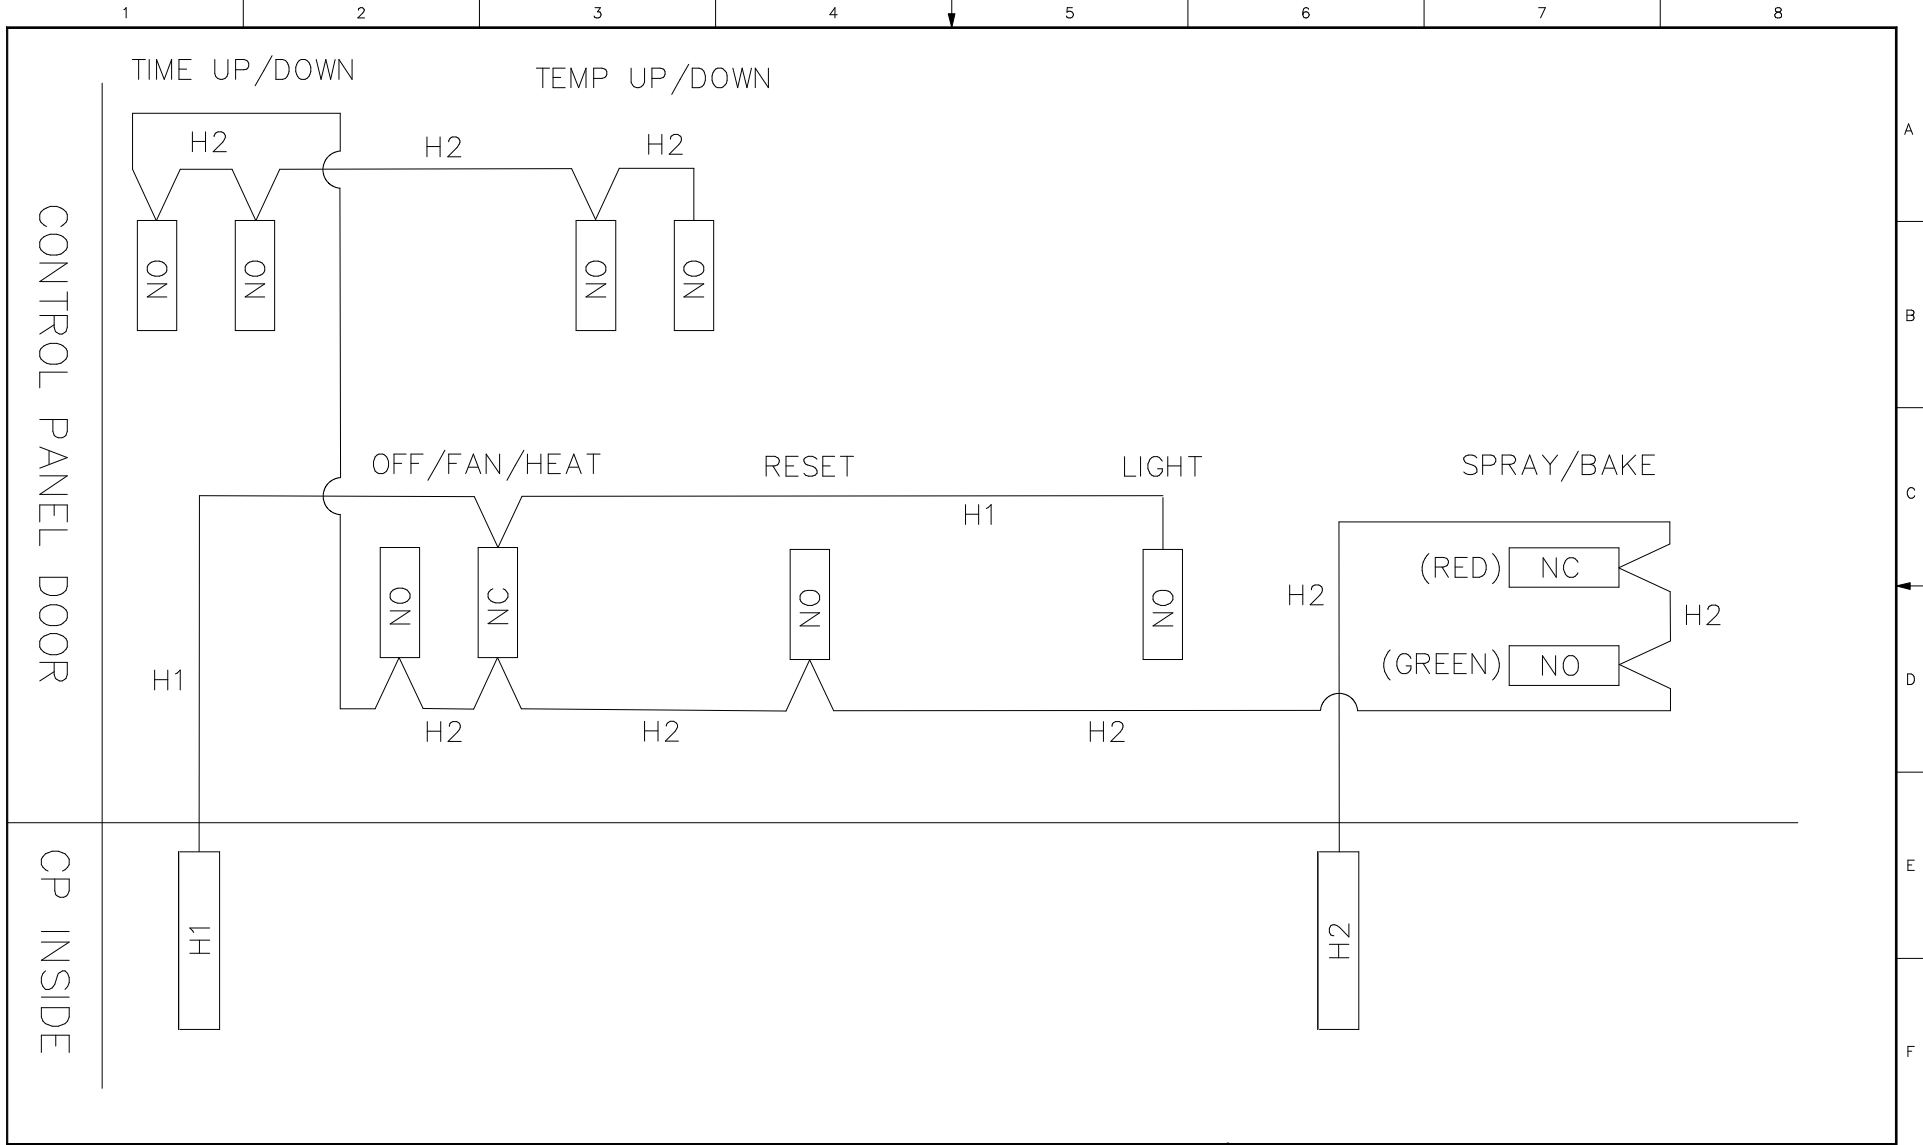 1 2 3 4 5 6 7 8
TIME UP/DOWN
TEMP UP/DOWN
H2
H2
H2
A
CONTROL PANEL DOOR
NO
NO
NO
NO
B
OFF/FAN/HEAT
RESET
LIGHT
SPRAY/BAKE
C
H1
(RED) NC
H2
H2
NO
NC
NO
NO
(GREEN) NO
H1
D
H2
H2
H2
CP INSIDE
E
H1
H2
F